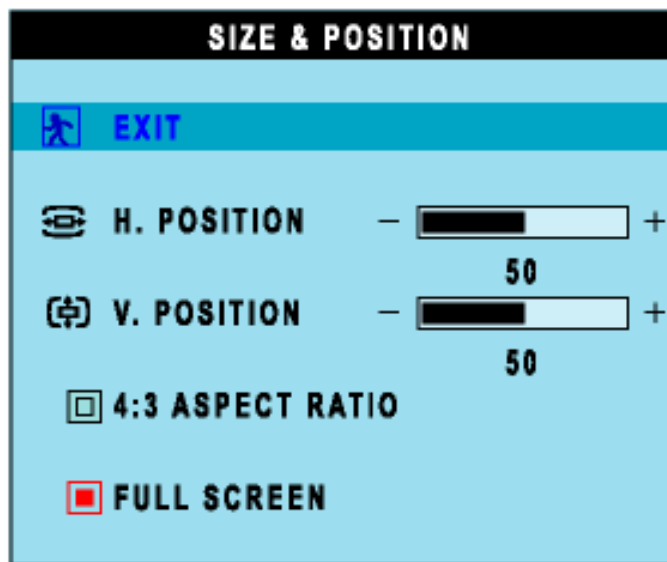 SIZE & POSITION
EXIT
H. POSITION - +
50
V. POSITION - +
50
4:3 ASPECT RATIO
FULL SCREEN